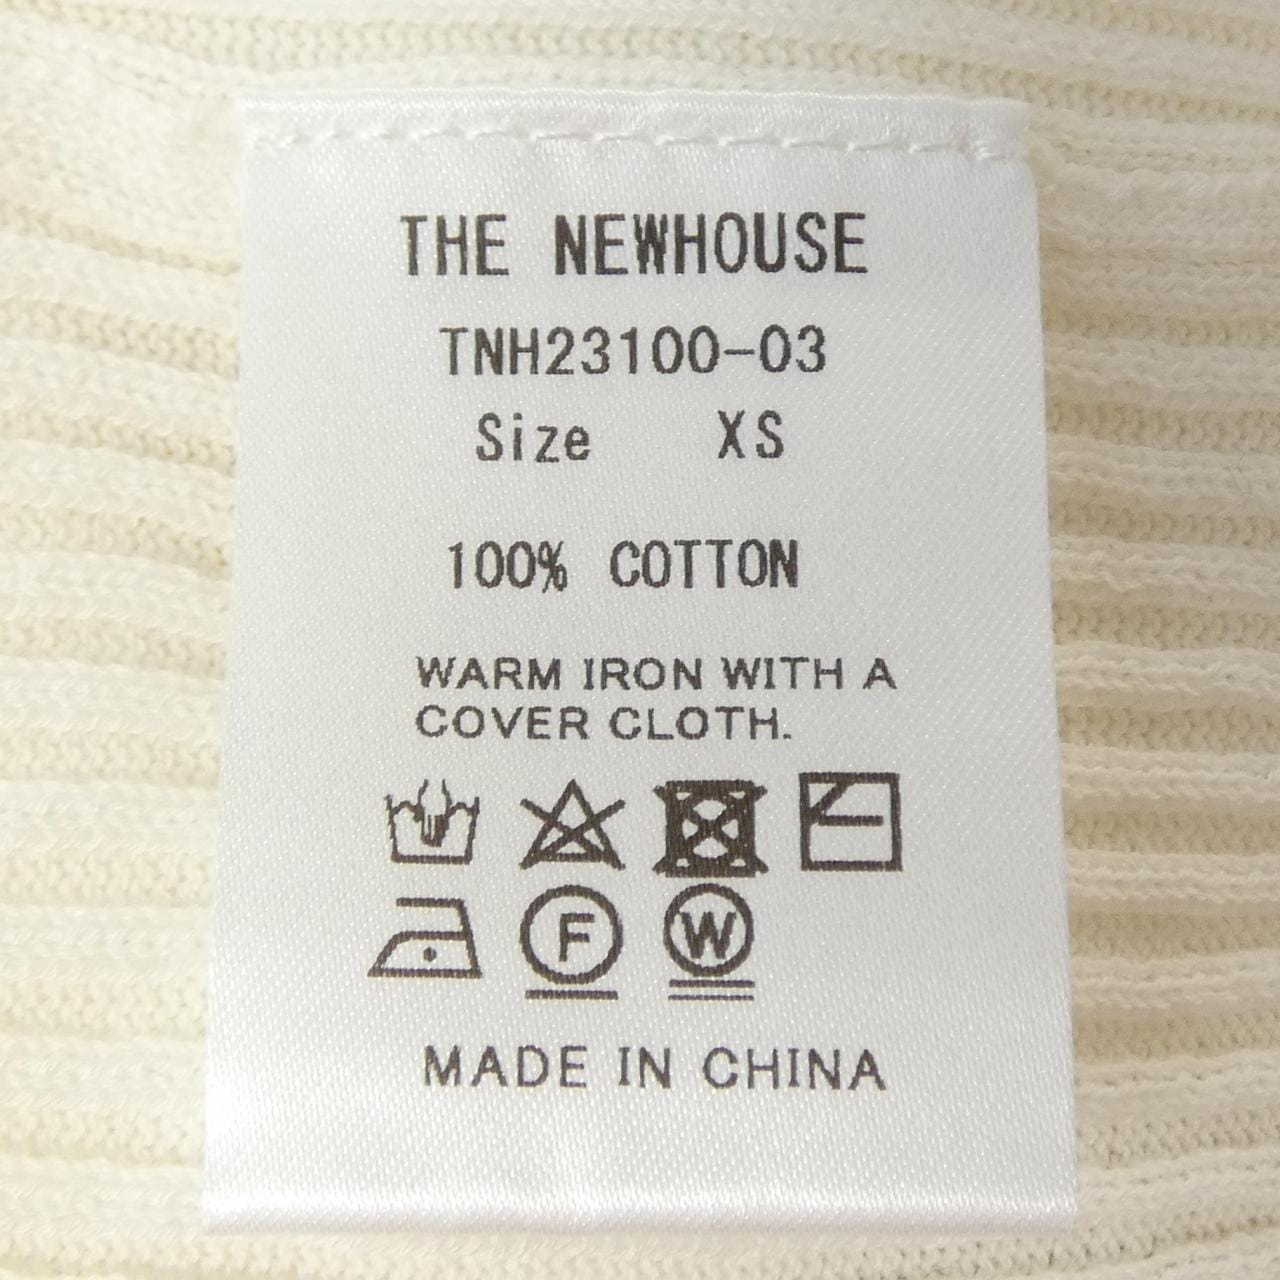 THE NEWHOUSE
TNH23100-03
Size XS
100% COTTON
WARM IRON WITH A
COVER CLOTH.
F W
MADE IN CHINA